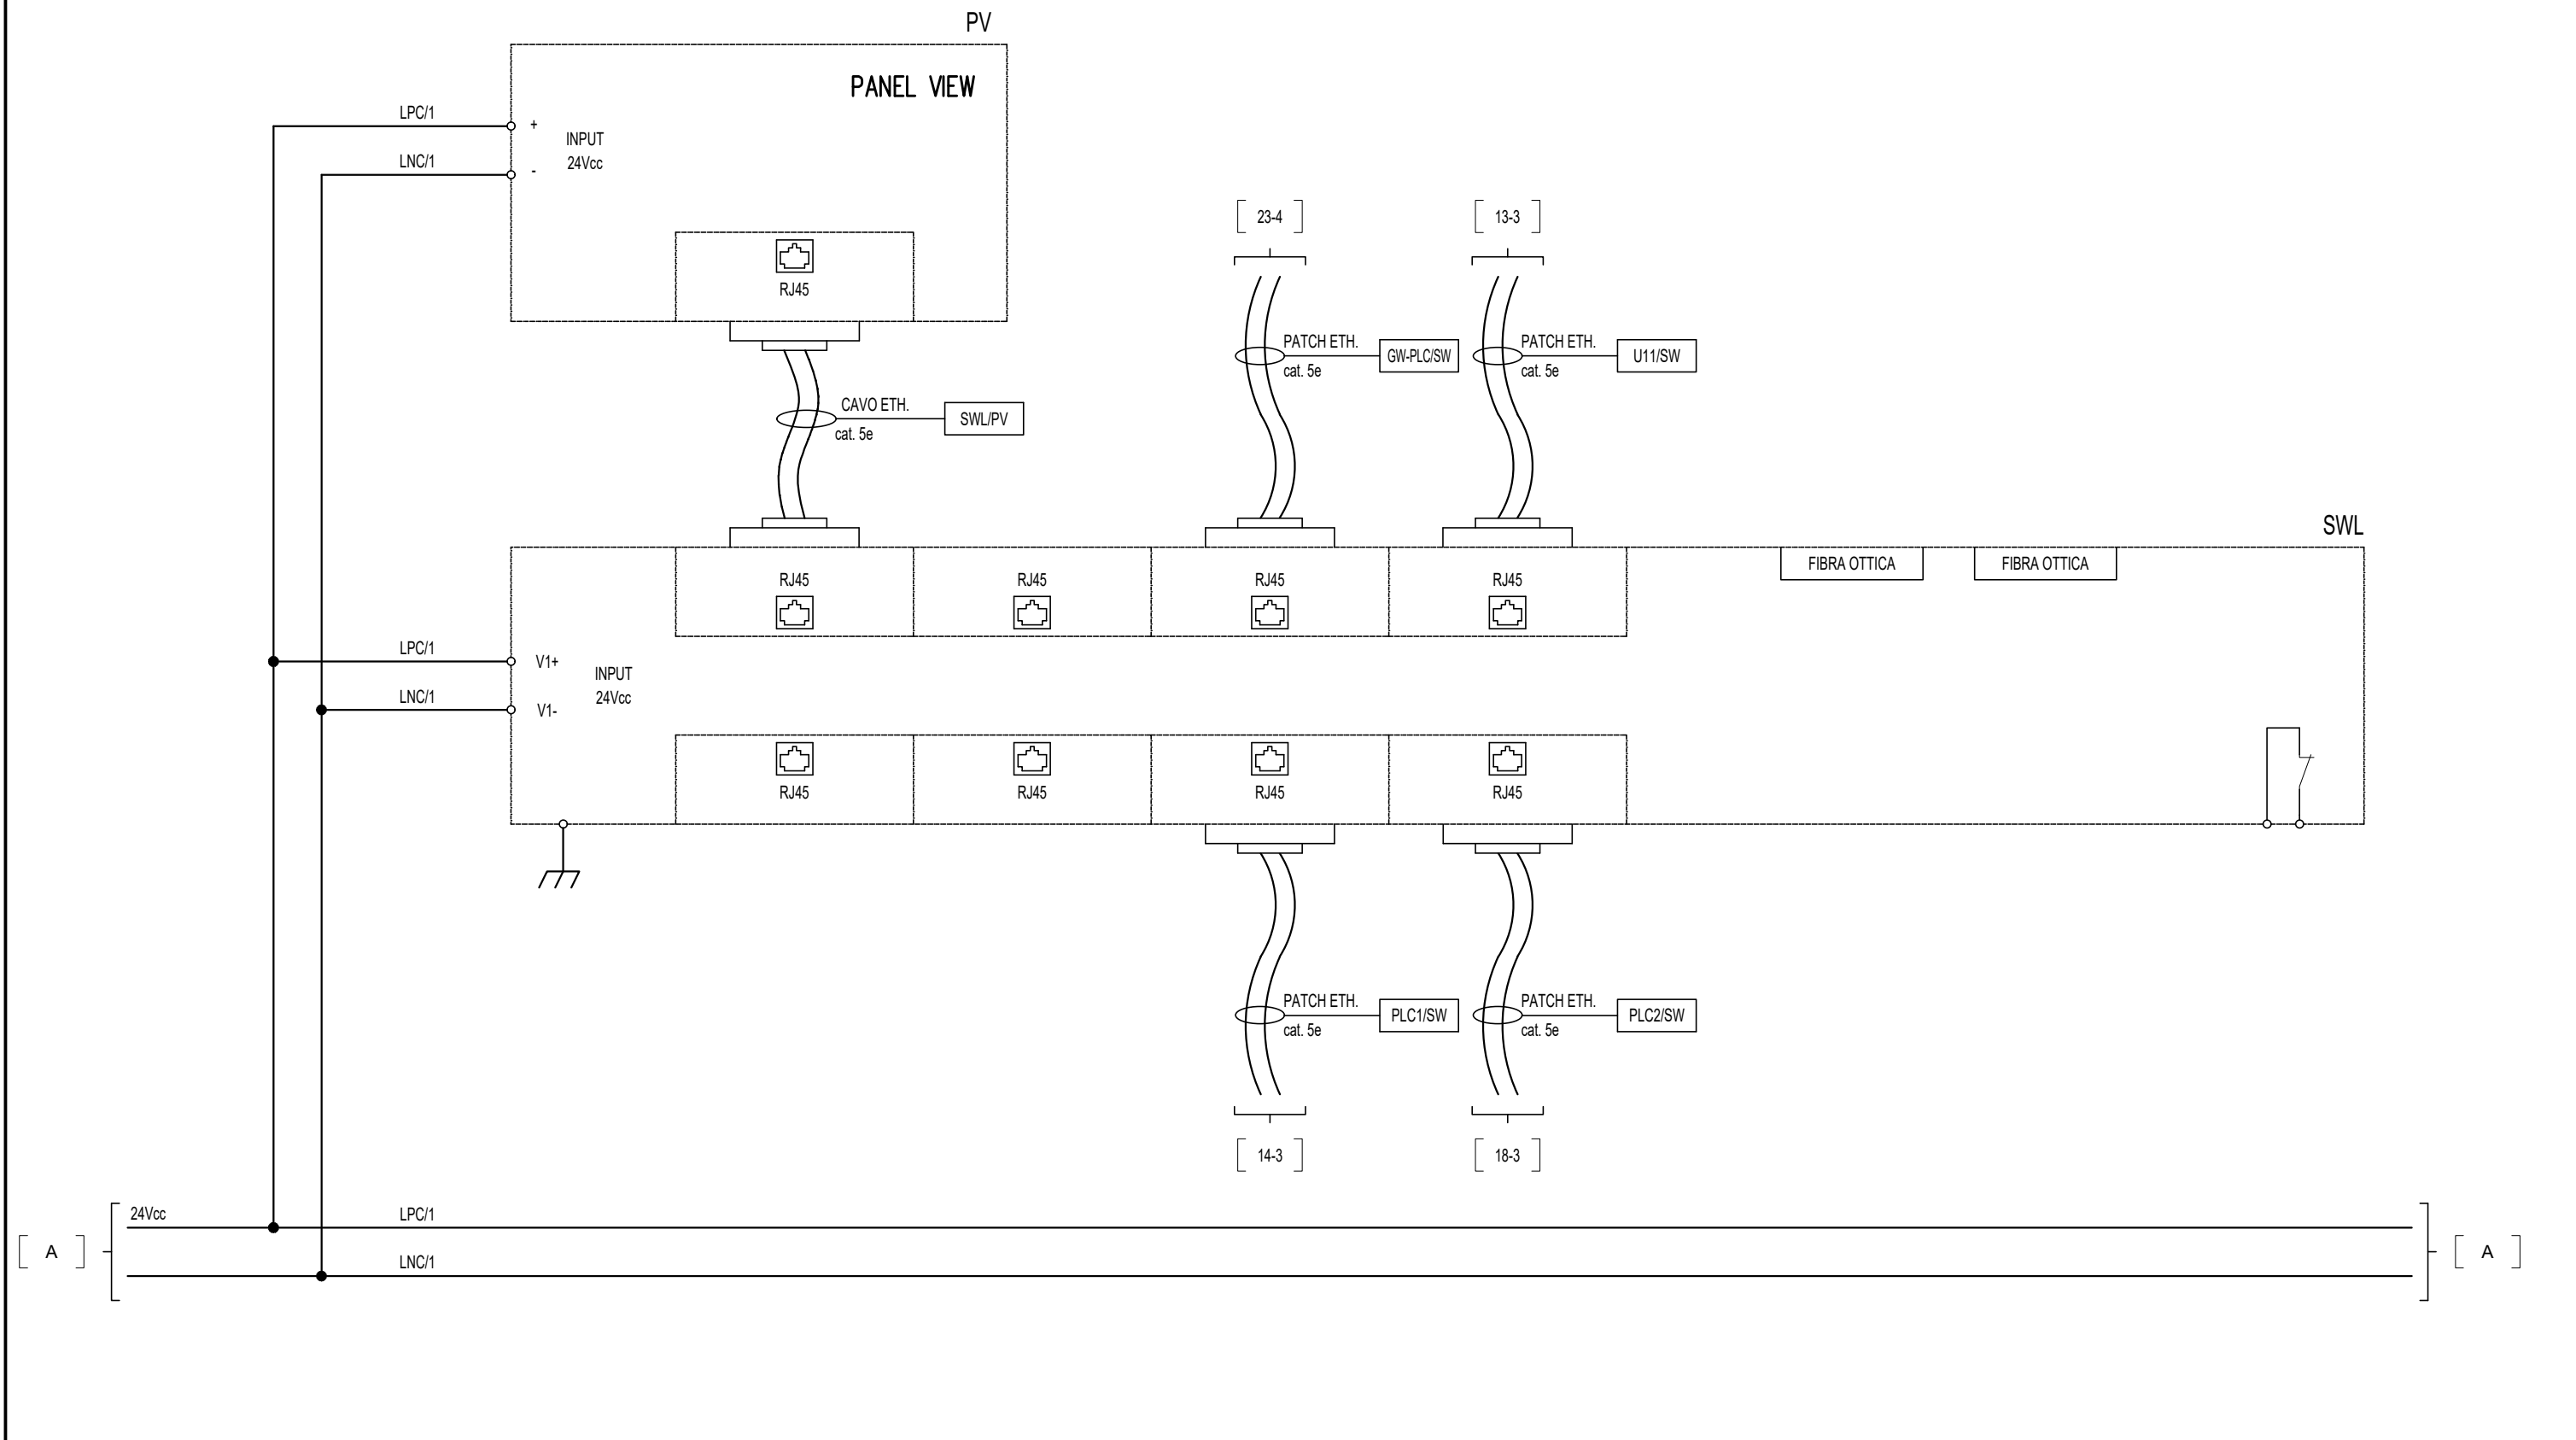 PV
PANEL VIEW
LPC/1
+
INPUT
LNC/1
24Vcc
-
23-4
13-3
RJ45
PATCH ETH.
GW-PLC/SW
cat. 5e
PATCH ETH.
U11/SW
cat. 5e
CAVO ETH.
SWL/PV
cat. 5e
SWL
FIBRA OTTICA
FIBRA OTTICA
RJ45
RJ45
RJ45
RJ45
LPC/1
V1+
INPUT
LNC/1
24Vcc
V1-
RJ45
RJ45
RJ45
RJ45
PATCH ETH.
PLC1/SW
cat. 5e
PATCH ETH.
PLC2/SW
cat. 5e
14-3
18-3
24Vcc
LPC/1
A
A
LNC/1